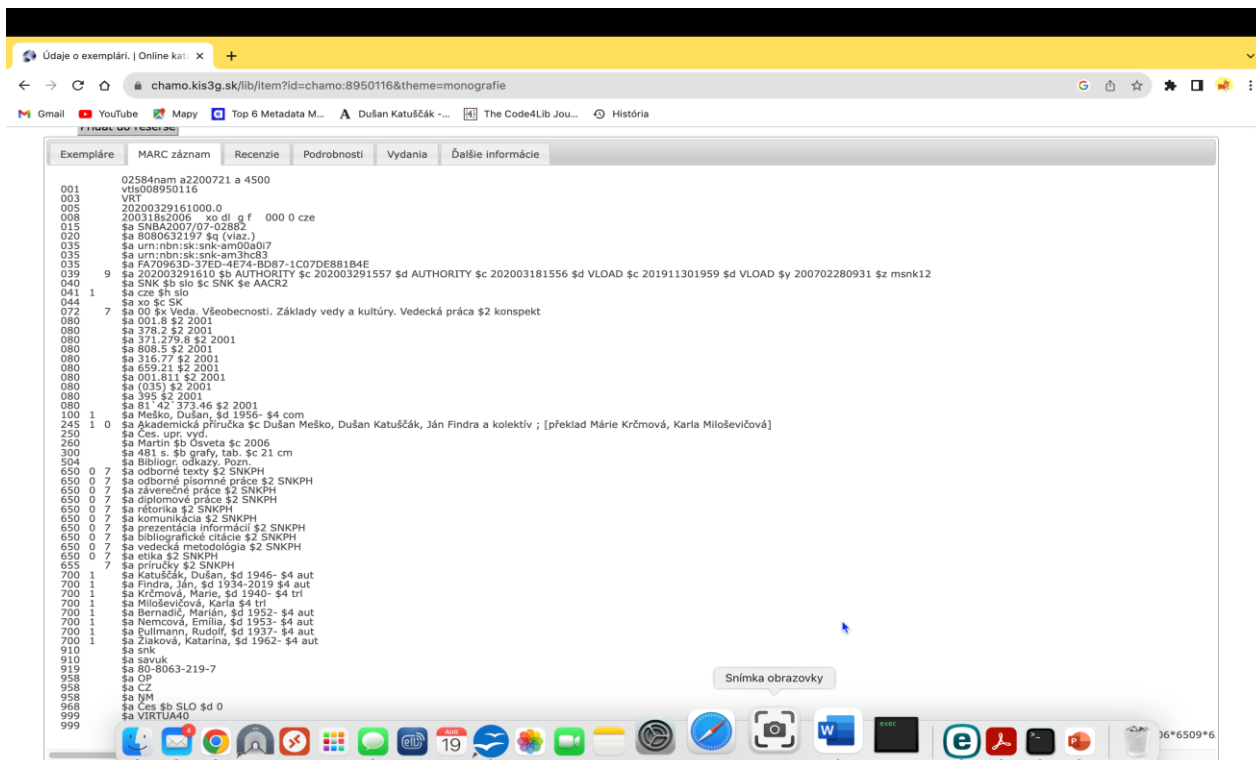 Údaje o exemplári. | Online kata
chamo.kis3g.sk/lib/item?id=chamo:8950116&theme=monografie
Gmail YouTube Mapy Top 6 Metadata M... Dušan Katuščák -... The Code4Lib Jou... História
Pridať do rešerše
Exempláre MARC záznam Recenzie Podrobnosti Vydania Ďalšie informácie
02584nam a2200721 a 4500
001 vtls008950116
003 VRT
005 20200329161000.0
008 200318s2006 xo dl g f 000 0 cze
015 $a SNBA2007/07-02882
020 $a 8080632197 $q (viaz.)
035 $a urn:nbn:sk:snk-am00a0i7
035 $a urn:nbn:sk:snk-am3hc83
035 $a FA70963D-37ED-4E74-BD87-1C07DE881B4E
039 9 $a 202003291610 $b AUTHORITY $c 202003291557 $d AUTHORITY $c 202003181556 $d VLOAD $c 201911301959 $d VLOAD $y 200702280931 $z msnk12
040 $a SNK $b slo $c SNK $e AACR2
041 1 $a cze $h slo
044 $a xo $c SK
072 7 $a 00 $x Veda. Všeobecnosti. Základy vedy a kultúry. Vedecká práca $2 konspekt
080 $a 001.8 $2 2001
080 $a 378.2 $2 2001
080 $a 371.279.8 $2 2001
080 $a 808.5 $2 2001
080 $a 316.77 $2 2001
080 $a 659.21 $2 2001
080 $a 001.811 $2 2001
080 $a (035) $2 2001
080 $a 395 $2 2001
080 $a 81`42`373.46 $2 2001
100 1 $a Meško, Dušan, $d 1956- $4 com
245 1 0 $a Akademická příručka $c Dušan Meško, Dušan Katuščák, Ján Findra a kolektív ; [překlad Márie Krčmová, Karla Miloševičová]
250 $a Čes. upr. vyd.
260 $a Martin $b Osveta $c 2006
300 $a 481 s. $b grafy, tab. $c 21 cm
504 $a Bibliogr. odkazy. Pozn.
650 0 7 $a odborné texty $2 SNKPH
650 0 7 $a odborné písomné práce $2 SNKPH
650 0 7 $a záverečné práce $2 SNKPH
650 0 7 $a diplomové práce $2 SNKPH
650 0 7 $a rétorika $2 SNKPH
650 0 7 $a komunikácia $2 SNKPH
650 0 7 $a prezentácia informácií $2 SNKPH
650 0 7 $a bibliografické citácie $2 SNKPH
650 0 7 $a vedecká metodológia $2 SNKPH
650 0 7 $a etika $2 SNKPH
655 7 $a príručky $2 SNKPH
700 1 $a Katuščák, Dušan, $d 1946- $4 aut
700 1 $a Findra, Ján, $d 1934-2019 $4 aut
700 1 $a Krčmová, Marie, $d 1940- $4 trl
700 1 $a Miloševičová, Karla $4 trl
700 1 $a Bernadič, Marián, $d 1952- $4 aut
700 1 $a Nemcová, Emília, $d 1953- $4 aut
700 1 $a Pullmann, Rudolf, $d 1937- $4 aut
700 1 $a Žiaková, Katarína, $d 1962- $4 aut
910 $a snk
910 $a savuk
919 $a 80-8063-219-7
958 $a OP
958 $a CZ
958 $a NM
968 $a Čes $b SLO $d 0
999 $a VIRTUA40
999
Snímka obrazovky
4
AUG
19
W
exec
06*6509*6